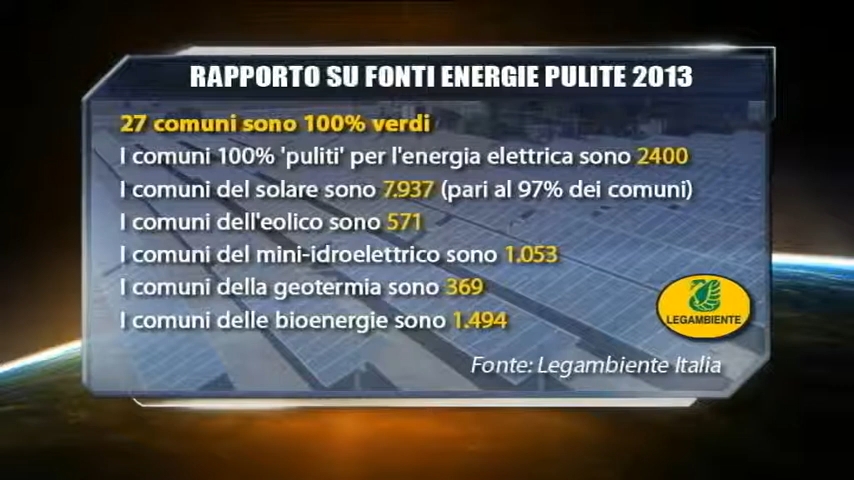 RAPPORTO SU FONTI ENERGIE PULITE 2013
27 comuni sono 100% verdi
I comuni 100% 'puliti' per l'energia elettrica sono 2400
I comuni del solare sono 7.937 (pari al 97% dei comuni)
I comuni dell'eolico sono 571
I comuni del mini-idroelettrico sono 1.053
I comuni della geotermia sono 369
I comuni delle bioenergie sono 1.494
LEGAMBIENTE
Fonte: Legambiente Italia